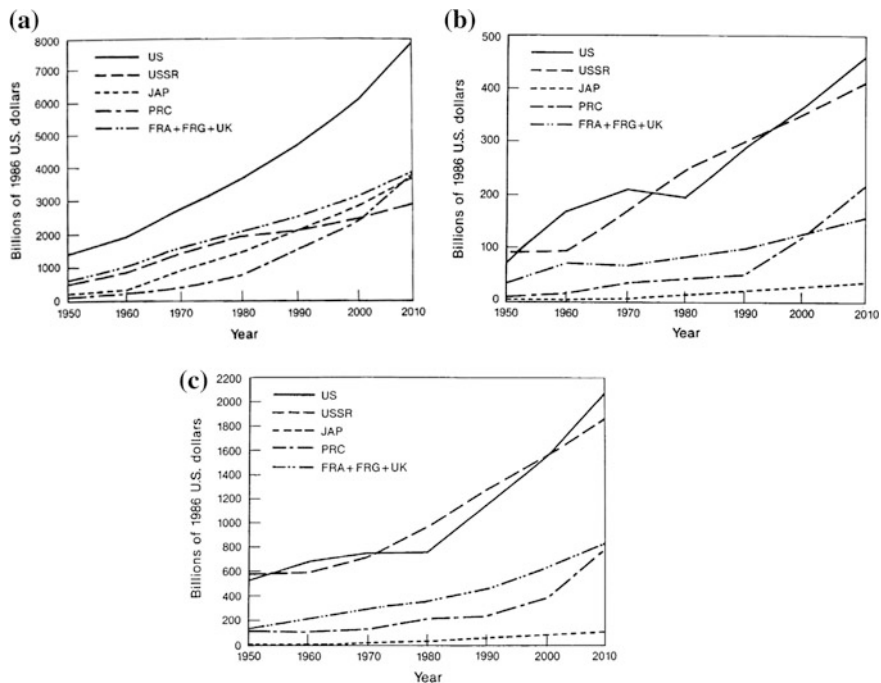 (a)
8000
7000
6000
5000
4000
3000
2000
1000
0
Billions of 1986 U.S. dollars
US
USSR
JAP
PRC
FRA+FRG+UK
1950 1960 1970 1980 1990 2000 2010
Year
(b)
500
400
300
200
100
0
Billions of 1986 U.S. dollars
US
USSR
JAP
PRC
FRA+FRG+UK
1950 1960 1970 1980 1990 2000 2010
Year
(c)
2200
2000
1800
1600
1400
1200
1000
800
600
400
200
0
Billions of 1986 U.S. dollars
US
USSR
JAP
PRC
FRA+FRG+UK
1950 1960 1970 1980 1990 2000 2010
Year